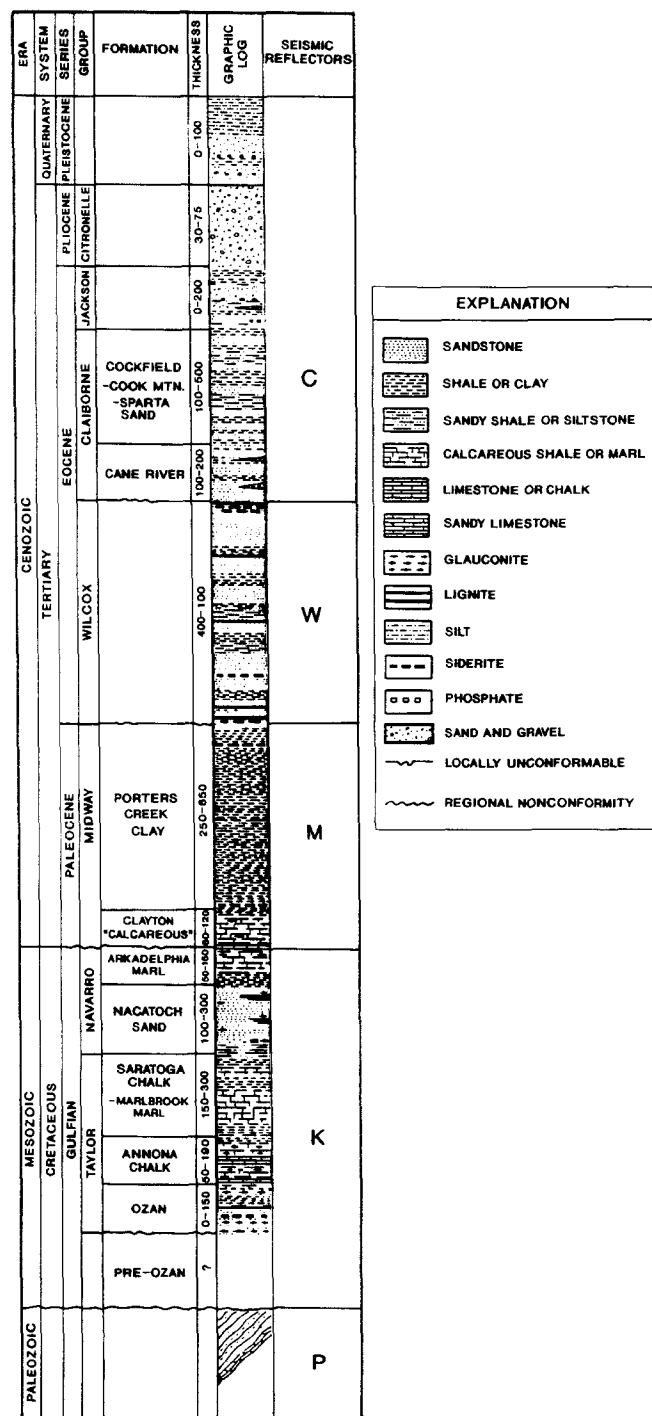 ERA
SYSTEM
SERIES
GROUP
FORMATION
THICKNESS
GRAPHIC
LOG
SEISMIC
REFLECTORS
CENOZOIC
QUATERNARY
PLEISTOCENE
0-100
TERTIARY
PLIOCENE
CITRONELLE
30-75
EOCENE
JACKSON
0-250
CLAIBORNE
COCKFIELD
-COOK MTN.
-SPARTA
SAND
100-500
C
CANE RIVER
100-200
WILCOX
400-100
W
PALEOCENE
MIDWAY
PORTERS
CREEK
CLAY
250-650
M
CLAYTON
"CALCAREOUS"
60-120
MESOZOIC
CRETACEOUS
GULFIAN
NAVARRO
ARKADELPHIA
MARL
50-160
NACATOCH
SAND
100-300
TAYLOR
SARATOGA
CHALK
-MARLBROOK
MARL
150-300
K
ANNONA
CHALK
50-190
OZAN
0-150
PRE-OZAN
?
PALEOZOIC
P
EXPLANATION
SANDSTONE
SHALE OR CLAY
SANDY SHALE OR SILTSTONE
CALCAREOUS SHALE OR MARL
LIMESTONE OR CHALK
SANDY LIMESTONE
GLAUCONITE
LIGNITE
SILT
SIDERITE
PHOSPHATE
SAND AND GRAVEL
LOCALLY UNCONFORMABLE
REGIONAL NONCONFORMITY